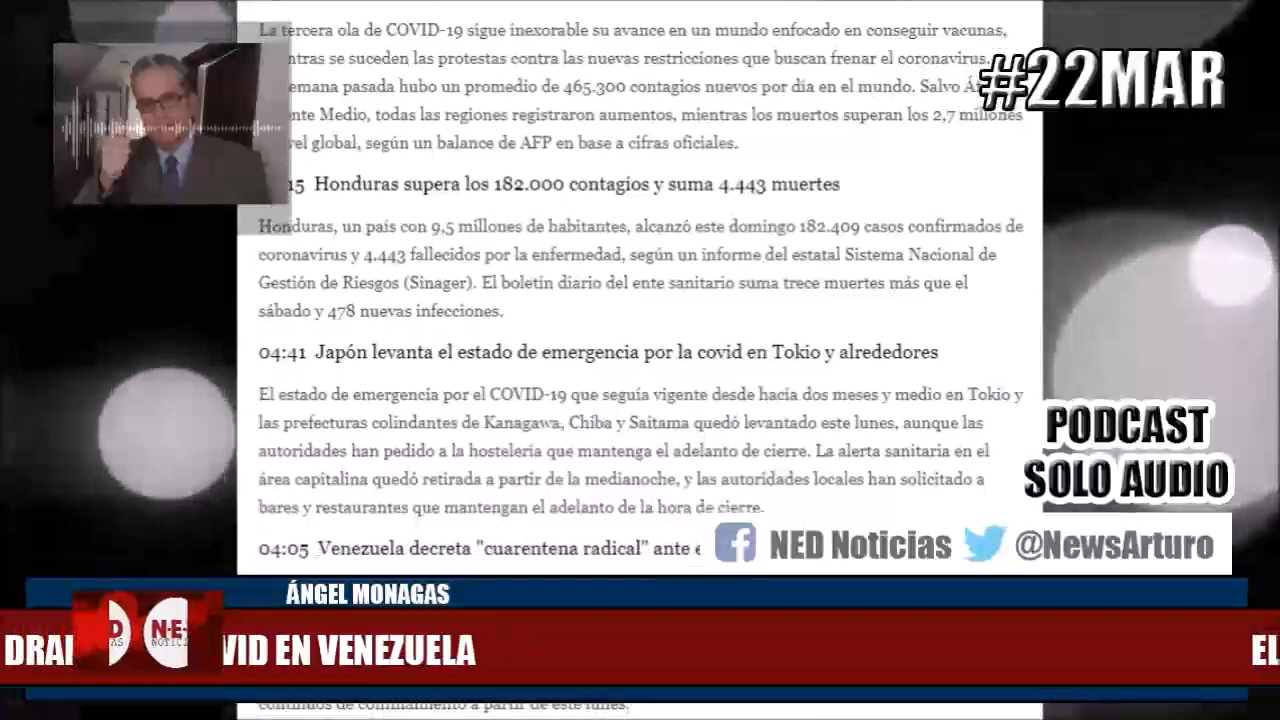 La tercera ola de COVID-19 sigue inexorable su avance en un mundo enfocado en conseguir vacunas,
ntras se suceden las protestas contra las nuevas restricciones que buscan frenar el coronavirus.
emana pasada hubo un promedio de 465.300 contagios nuevos por día en el mundo. Salvo
#22MAR
nte Medio, todas las regiones registraron aumentos, mientras los muertos superan los 2,7 millones
el global, según un balance de AFP en base a cifras oficiales.
15 Honduras supera los 182.000 contagios y suma 4.443 muertes
Honduras, un país con 9,5 millones de habitantes, alcanzó este domingo 182.409 casos confirmados de
coronavirus y 4.443 fallecidos por la enfermedad, según un informe del estatal Sistema Nacional de
Gestión de Riesgos (Sinager). El boletín diario del ente sanitario suma trece muertes más que el
sábado y 478 nuevas infecciones.
04:41 Japón levanta el estado de emergencia por la covid en Tokio y alrededores
El estado de emergencia por el COVID-19 que seguía vigente desde hacía dos meses y medio en Tokio y
las prefecturas colindantes de Kanagawa, Chiba y Saitama quedó levantado este lunes, aunque las
autoridades han pedido a la hostelería que mantenga el adelanto de cierre. La alerta sanitaria en el
área capitalina quedó retirada a partir de la medianoche, y las autoridades locales han solicitado a
bares y restaurantes que mantengan el adelanto de la hora de cierre.
PODCAST
SOLO AUDIO
04:05 Venezuela decreta "cuarentena radical" ante e
NED Noticias @NewsArturo
ÁNGEL MONAGAS
DRA VID EN VENEZUELA EL
D N·E·
AS NOTICI
continuos de confinamiento a partir de este lunes.